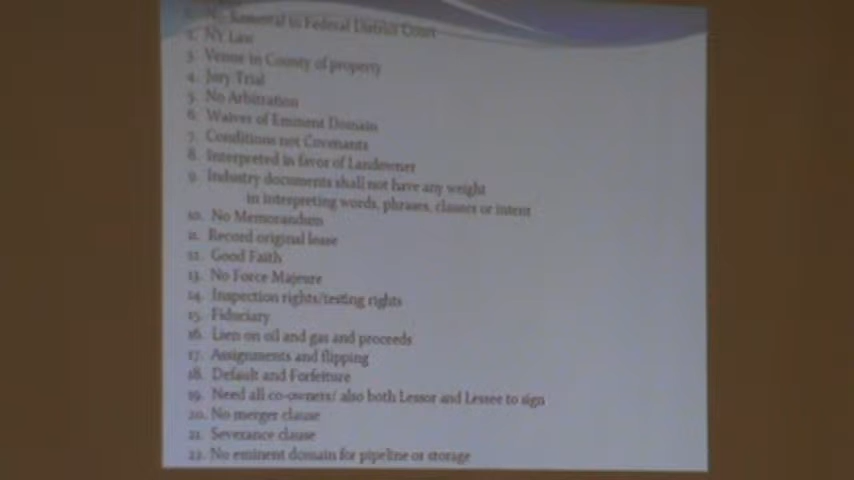 No Removal to Federal District Court
2. NY Law
3. Venue in County of property
4. Jury Trial
5. No Arbitration
6. Waiver of Eminent Domain
7. Conditions not Covenants
8. Interpreted in favor of Landowner
9. Industry documents shall not have any weight
in interpreting words, phrases, clauses or intent
10. No Memorandum
11. Record original lease
12. Good Faith
13. No Force Majeure
14. Inspection rights/testing rights
15. Fiduciary
16. Lien on oil and gas and proceeds
17. Assignments and flipping
18. Default and Forfeiture
19. Need all co-owners/ also both Lessor and Lessee to sign
20. No merger clause
21. Severance clause
22. No eminent domain for pipeline or storage